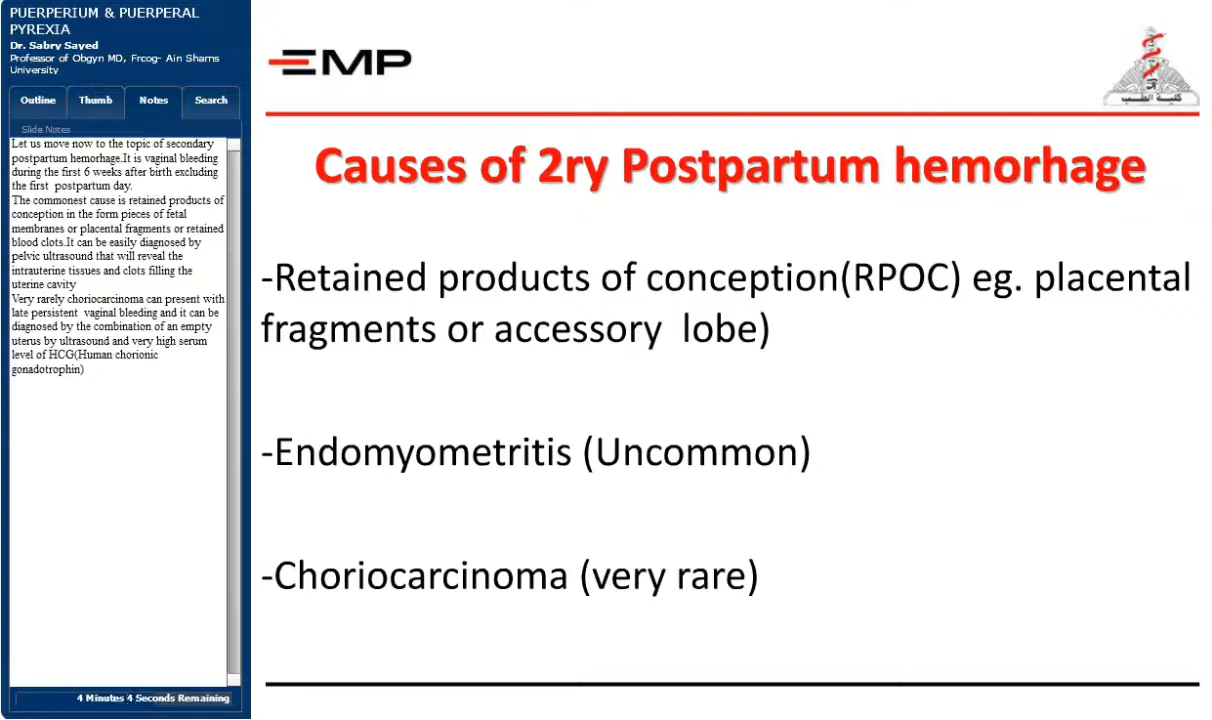 PUERPERIUM & PUERPERAL
PYREXIA
Dr. Sabry Sayed
Professor of Obgyn MD, Frcog- Ain Shams
University
Outline
Thumb
Notes
Search
Slide Notes
Let us move now to the topic of secondary
postpartum hemorhage.It is vaginal bleeding
during the first 6 weeks after birth excluding
the first postpartum day.
The commonest cause is retained products of
conception in the form pieces of fetal
membranes or placental fragments or retained
blood clots.It can be easily diagnosed by
pelvic ultrasound that will reveal the
intrauterine tissues and clots filling the
uterine cavity
Very rarely choriocarcinoma can present with
late persistent vaginal bleeding and it can be
diagnosed by the combination of an empty
uterus by ultrasound and very high serum
level of HCG(Human chorionic
gonadotrophin)
4 Minutes 4 Seconds Remaining
EMP
كلية الطب
Causes of 2ry Postpartum hemorhage
-Retained products of conception(RPOC) eg. placental
fragments or accessory lobe)
-Endomyometritis (Uncommon)
-Choriocarcinoma (very rare)